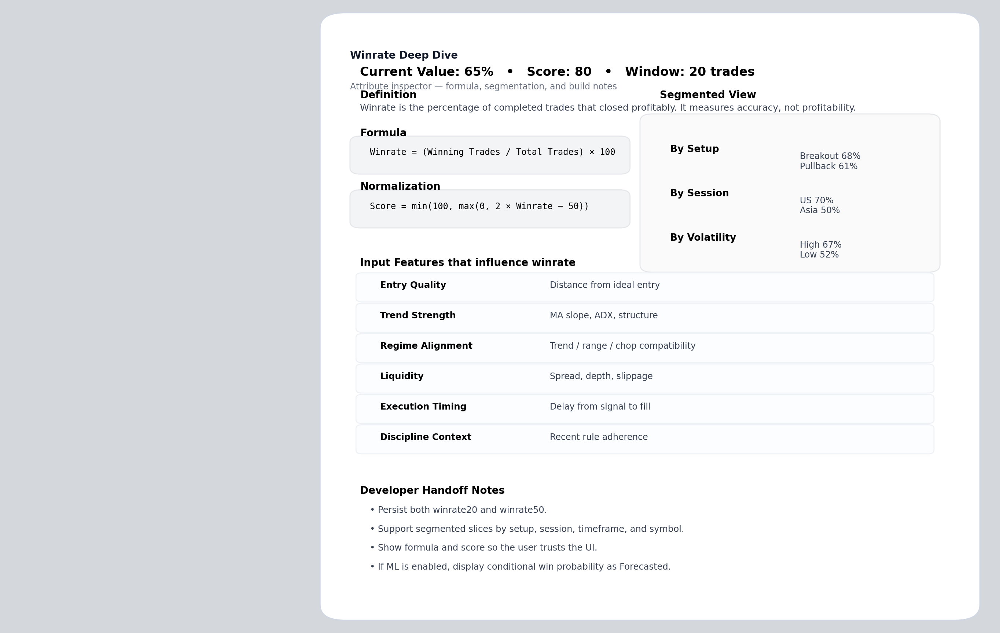 Winrate Deep Dive
Current Value: 65% • Score: 80 • Window: 20 trades
Attribute inspector — formula, segmentation, and build notes
Definition
Winrate is the percentage of completed trades that closed profitably. It measures accuracy, not profitability.
Formula
Winrate = (Winning Trades / Total Trades) × 100
Normalization
Score = min(100, max(0, 2 × Winrate − 50))
Segmented View
By Setup
Breakout 68%
Pullback 61%
By Session
US 70%
Asia 50%
By Volatility
High 67%
Low 52%
Input Features that influence winrate
Entry Quality Distance from ideal entry
Trend Strength MA slope, ADX, structure
Regime Alignment Trend / range / chop compatibility
Liquidity Spread, depth, slippage
Execution Timing Delay from signal to fill
Discipline Context Recent rule adherence
Developer Handoff Notes
• Persist both winrate20 and winrate50.
• Support segmented slices by setup, session, timeframe, and symbol.
• Show formula and score so the user trusts the UI.
• If ML is enabled, display conditional win probability as Forecasted.